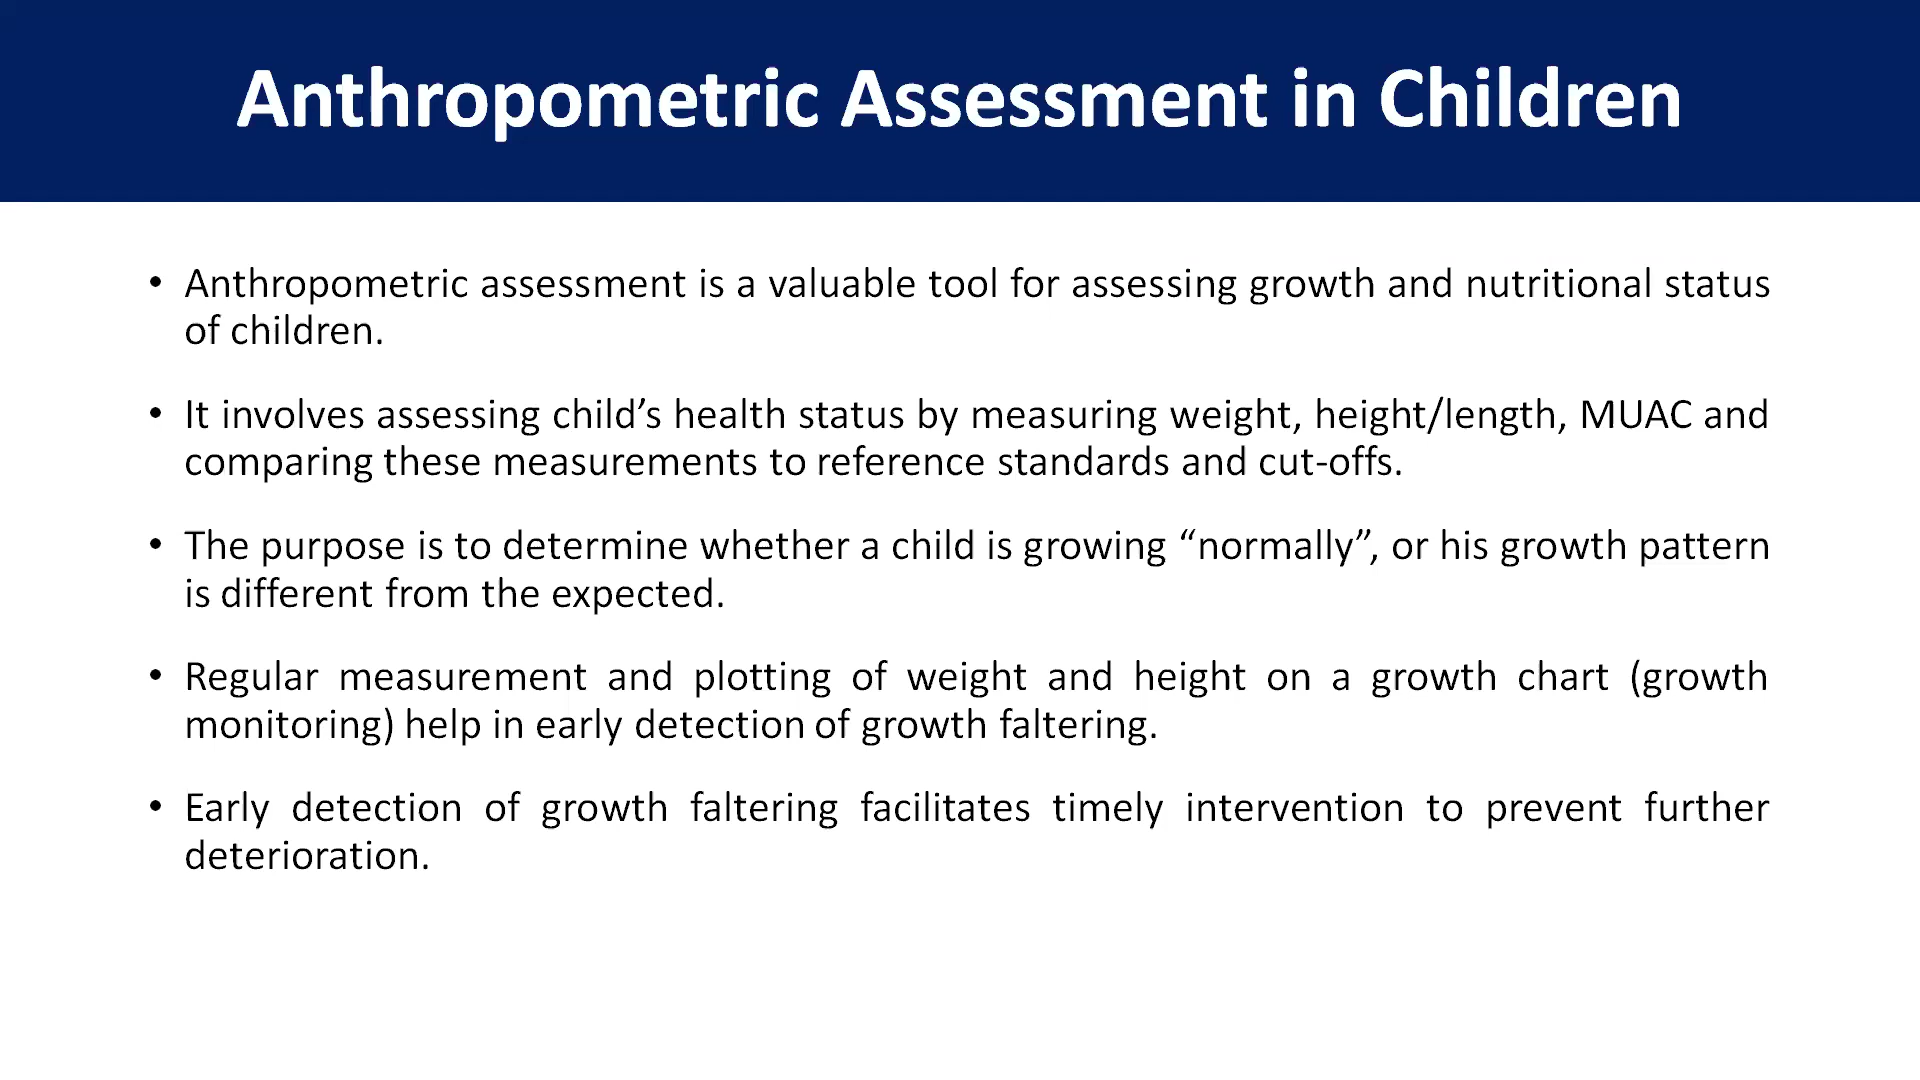 Anthropometric Assessment in Children
• Anthropometric assessment is a valuable tool for assessing growth and nutritional status
of children.
• It involves assessing child’s health status by measuring weight, height/length, MUAC and
comparing these measurements to reference standards and cut-offs.
• The purpose is to determine whether a child is growing “normally”, or his growth pattern
is different from the expected.
• Regular measurement and plotting of weight and height on a growth chart (growth
monitoring) help in early detection of growth faltering.
• Early detection of growth faltering facilitates timely intervention to prevent further
deterioration.